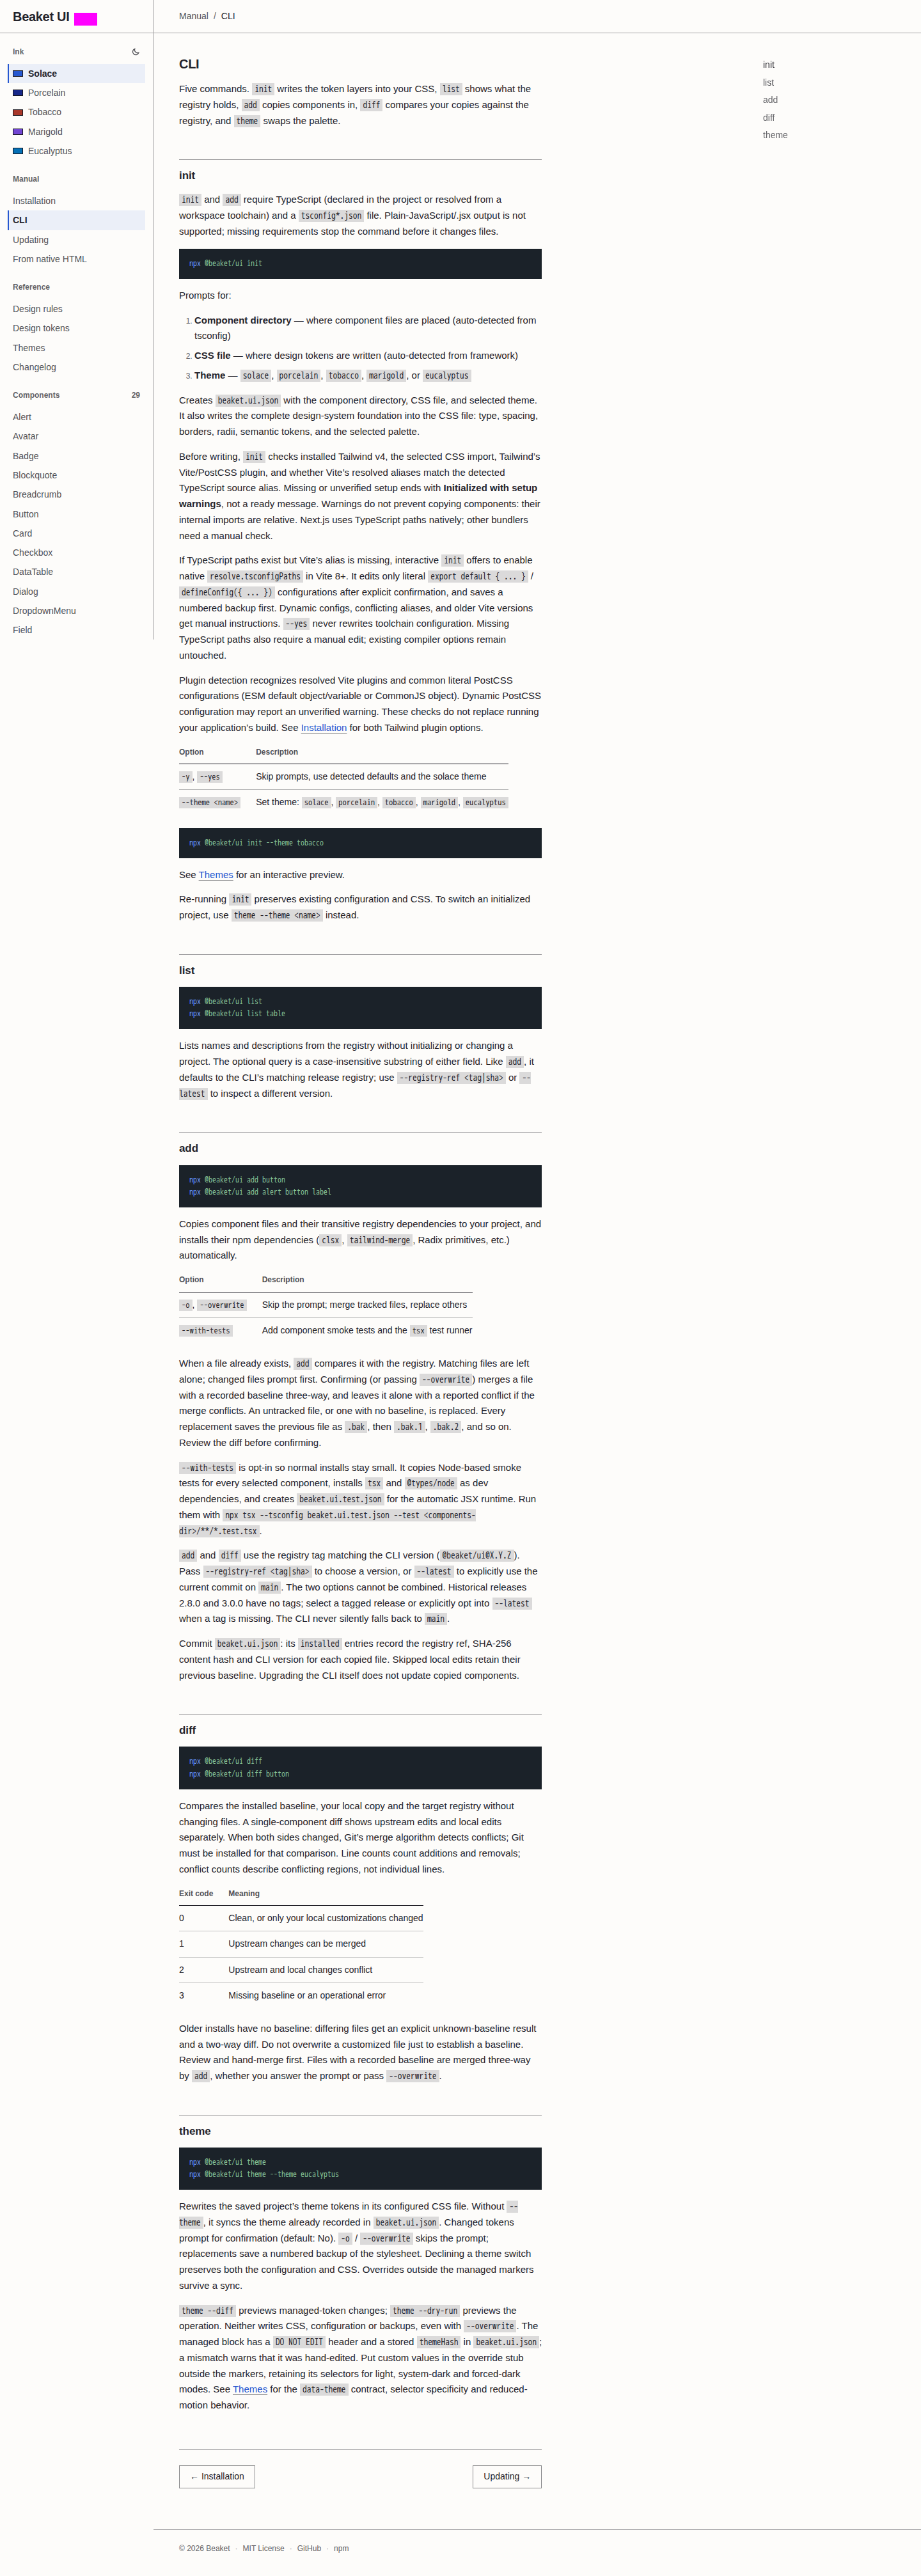 Beaket UI
Manual / CLI
Ink
Solace
Porcelain
Tobacco
Marigold
Eucalyptus
Manual
Installation
CLI
Updating
From native HTML
Reference
Design rules
Design tokens
Themes
Changelog
Components 29
Alert
Avatar
Badge
Blockquote
Breadcrumb
Button
Card
Checkbox
DataTable
Dialog
DropdownMenu
Field
CLI
Five commands. init writes the token layers into your CSS, list shows what the
registry holds, add copies components in, diff compares your copies against the
registry, and theme swaps the palette.
init
init and add require TypeScript (declared in the project or resolved from a
workspace toolchain) and a tsconfig*.json file. Plain-JavaScript/.jsx output is not
supported; missing requirements stop the command before it changes files.
npx @beaket/ui init
Prompts for:
1. Component directory — where component files are placed (auto-detected from
tsconfig)
2. CSS file — where design tokens are written (auto-detected from framework)
3. Theme — solace, porcelain, tobacco, marigold, or eucalyptus
Creates beaket.ui.json with the component directory, CSS file, and selected theme.
It also writes the complete design-system foundation into the CSS file: type, spacing,
borders, radii, semantic tokens, and the selected palette.
Before writing, init checks installed Tailwind v4, the selected CSS import, Tailwind's
Vite/PostCSS plugin, and whether Vite's resolved aliases match the detected
TypeScript source alias. Missing or unverified setup ends with Initialized with setup
warnings, not a ready message. Warnings do not prevent copying components: their
internal imports are relative. Next.js uses TypeScript paths natively; other bundlers
need a manual check.
If TypeScript paths exist but Vite's alias is missing, interactive init offers to enable
native resolve.tsconfigPaths in Vite 8+. It edits only literal export default { ... } /
defineConfig({ ... }) configurations after explicit confirmation, and saves a
numbered backup first. Dynamic configs, conflicting aliases, and older Vite versions
get manual instructions. --yes never rewrites toolchain configuration. Missing
TypeScript paths also require a manual edit; existing compiler options remain
untouched.
Plugin detection recognizes resolved Vite plugins and common literal PostCSS
configurations (ESM default object/variable or CommonJS object). Dynamic PostCSS
configuration may report an unverified warning. These checks do not replace running
your application's build. See Installation for both Tailwind plugin options.
Option Description
-y, --yes Skip prompts, use detected defaults and the solace theme
--theme <name> Set theme: solace, porcelain, tobacco, marigold, eucalyptus
npx @beaket/ui init --theme tobacco
See Themes for an interactive preview.
Re-running init preserves existing configuration and CSS. To switch an initialized
project, use theme --theme <name> instead.
list
npx @beaket/ui list
npx @beaket/ui list table
Lists names and descriptions from the registry without initializing or changing a
project. The optional query is a case-insensitive substring of either field. Like add, it
defaults to the CLI's matching release registry; use --registry-ref <tag|sha> or --
latest to inspect a different version.
add
npx @beaket/ui add button
npx @beaket/ui add alert button label
Copies component files and their transitive registry dependencies to your project, and
installs their npm dependencies (clsx, tailwind-merge, Radix primitives, etc.)
automatically.
Option Description
-o, --overwrite Skip the prompt; merge tracked files, replace others
--with-tests Add component smoke tests and the tsx test runner
When a file already exists, add compares it with the registry. Matching files are left
alone; changed files prompt first. Confirming (or passing --overwrite) merges a file
with a recorded baseline three-way, and leaves it alone with a reported conflict if the
merge conflicts. An untracked file, or one with no baseline, is replaced. Every
replacement saves the previous file as .bak, then .bak.1, .bak.2, and so on.
Review the diff before confirming.
--with-tests is opt-in so normal installs stay small. It copies Node-based smoke
tests for every selected component, installs tsx and @types/node as dev
dependencies, and creates beaket.ui.test.json for the automatic JSX runtime. Run
them with npx tsx --tsconfig beaket.ui.test.json --test <components-
dir>/**/*.test.tsx.
add and diff use the registry tag matching the CLI version (@beaket/ui@X.Y.Z).
Pass --registry-ref <tag|sha> to choose a version, or --latest to explicitly use the
current commit on main. The two options cannot be combined. Historical releases
2.8.0 and 3.0.0 have no tags; select a tagged release or explicitly opt into --latest
when a tag is missing. The CLI never silently falls back to main.
Commit beaket.ui.json: its installed entries record the registry ref, SHA-256
content hash and CLI version for each copied file. Skipped local edits retain their
previous baseline. Upgrading the CLI itself does not update copied components.
diff
npx @beaket/ui diff
npx @beaket/ui diff button
Compares the installed baseline, your local copy and the target registry without
changing files. A single-component diff shows upstream edits and local edits
separately. When both sides changed, Git's merge algorithm detects conflicts; Git
must be installed for that comparison. Line counts count additions and removals;
conflict counts describe conflicting regions, not individual lines.
Exit code Meaning
0 Clean, or only your local customizations changed
1 Upstream changes can be merged
2 Upstream and local changes conflict
3 Missing baseline or an operational error
Older installs have no baseline: differing files get an explicit unknown-baseline result
and a two-way diff. Do not overwrite a customized file just to establish a baseline.
Review and hand-merge first. Files with a recorded baseline are merged three-way
by add, whether you answer the prompt or pass --overwrite.
theme
npx @beaket/ui theme
npx @beaket/ui theme --theme eucalyptus
Rewrites the saved project's theme tokens in its configured CSS file. Without --
theme, it syncs the theme already recorded in beaket.ui.json. Changed tokens
prompt for confirmation (default: No). -o / --overwrite skips the prompt;
replacements save a numbered backup of the stylesheet. Declining a theme switch
preserves both the configuration and CSS. Overrides outside the managed markers
survive a sync.
theme --diff previews managed-token changes; theme --dry-run previews the
operation. Neither writes CSS, configuration or backups, even with --overwrite. The
managed block has a DO NOT EDIT header and a stored themeHash in beaket.ui.json;
a mismatch warns that it was hand-edited. Put custom values in the override stub
outside the markers, retaining its selectors for light, system-dark and forced-dark
modes. See Themes for the data-theme contract, selector specificity and reduced-
motion behavior.
← Installation
Updating →
© 2026 Beaket · MIT License · GitHub · npm
init
list
add
diff
theme